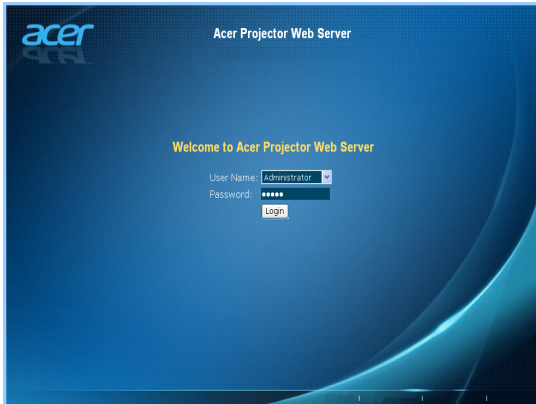 acer
Acer Projector Web Server
Welcome to Acer Projector Web Server
User Name: Administrator
Password: •••••
Login